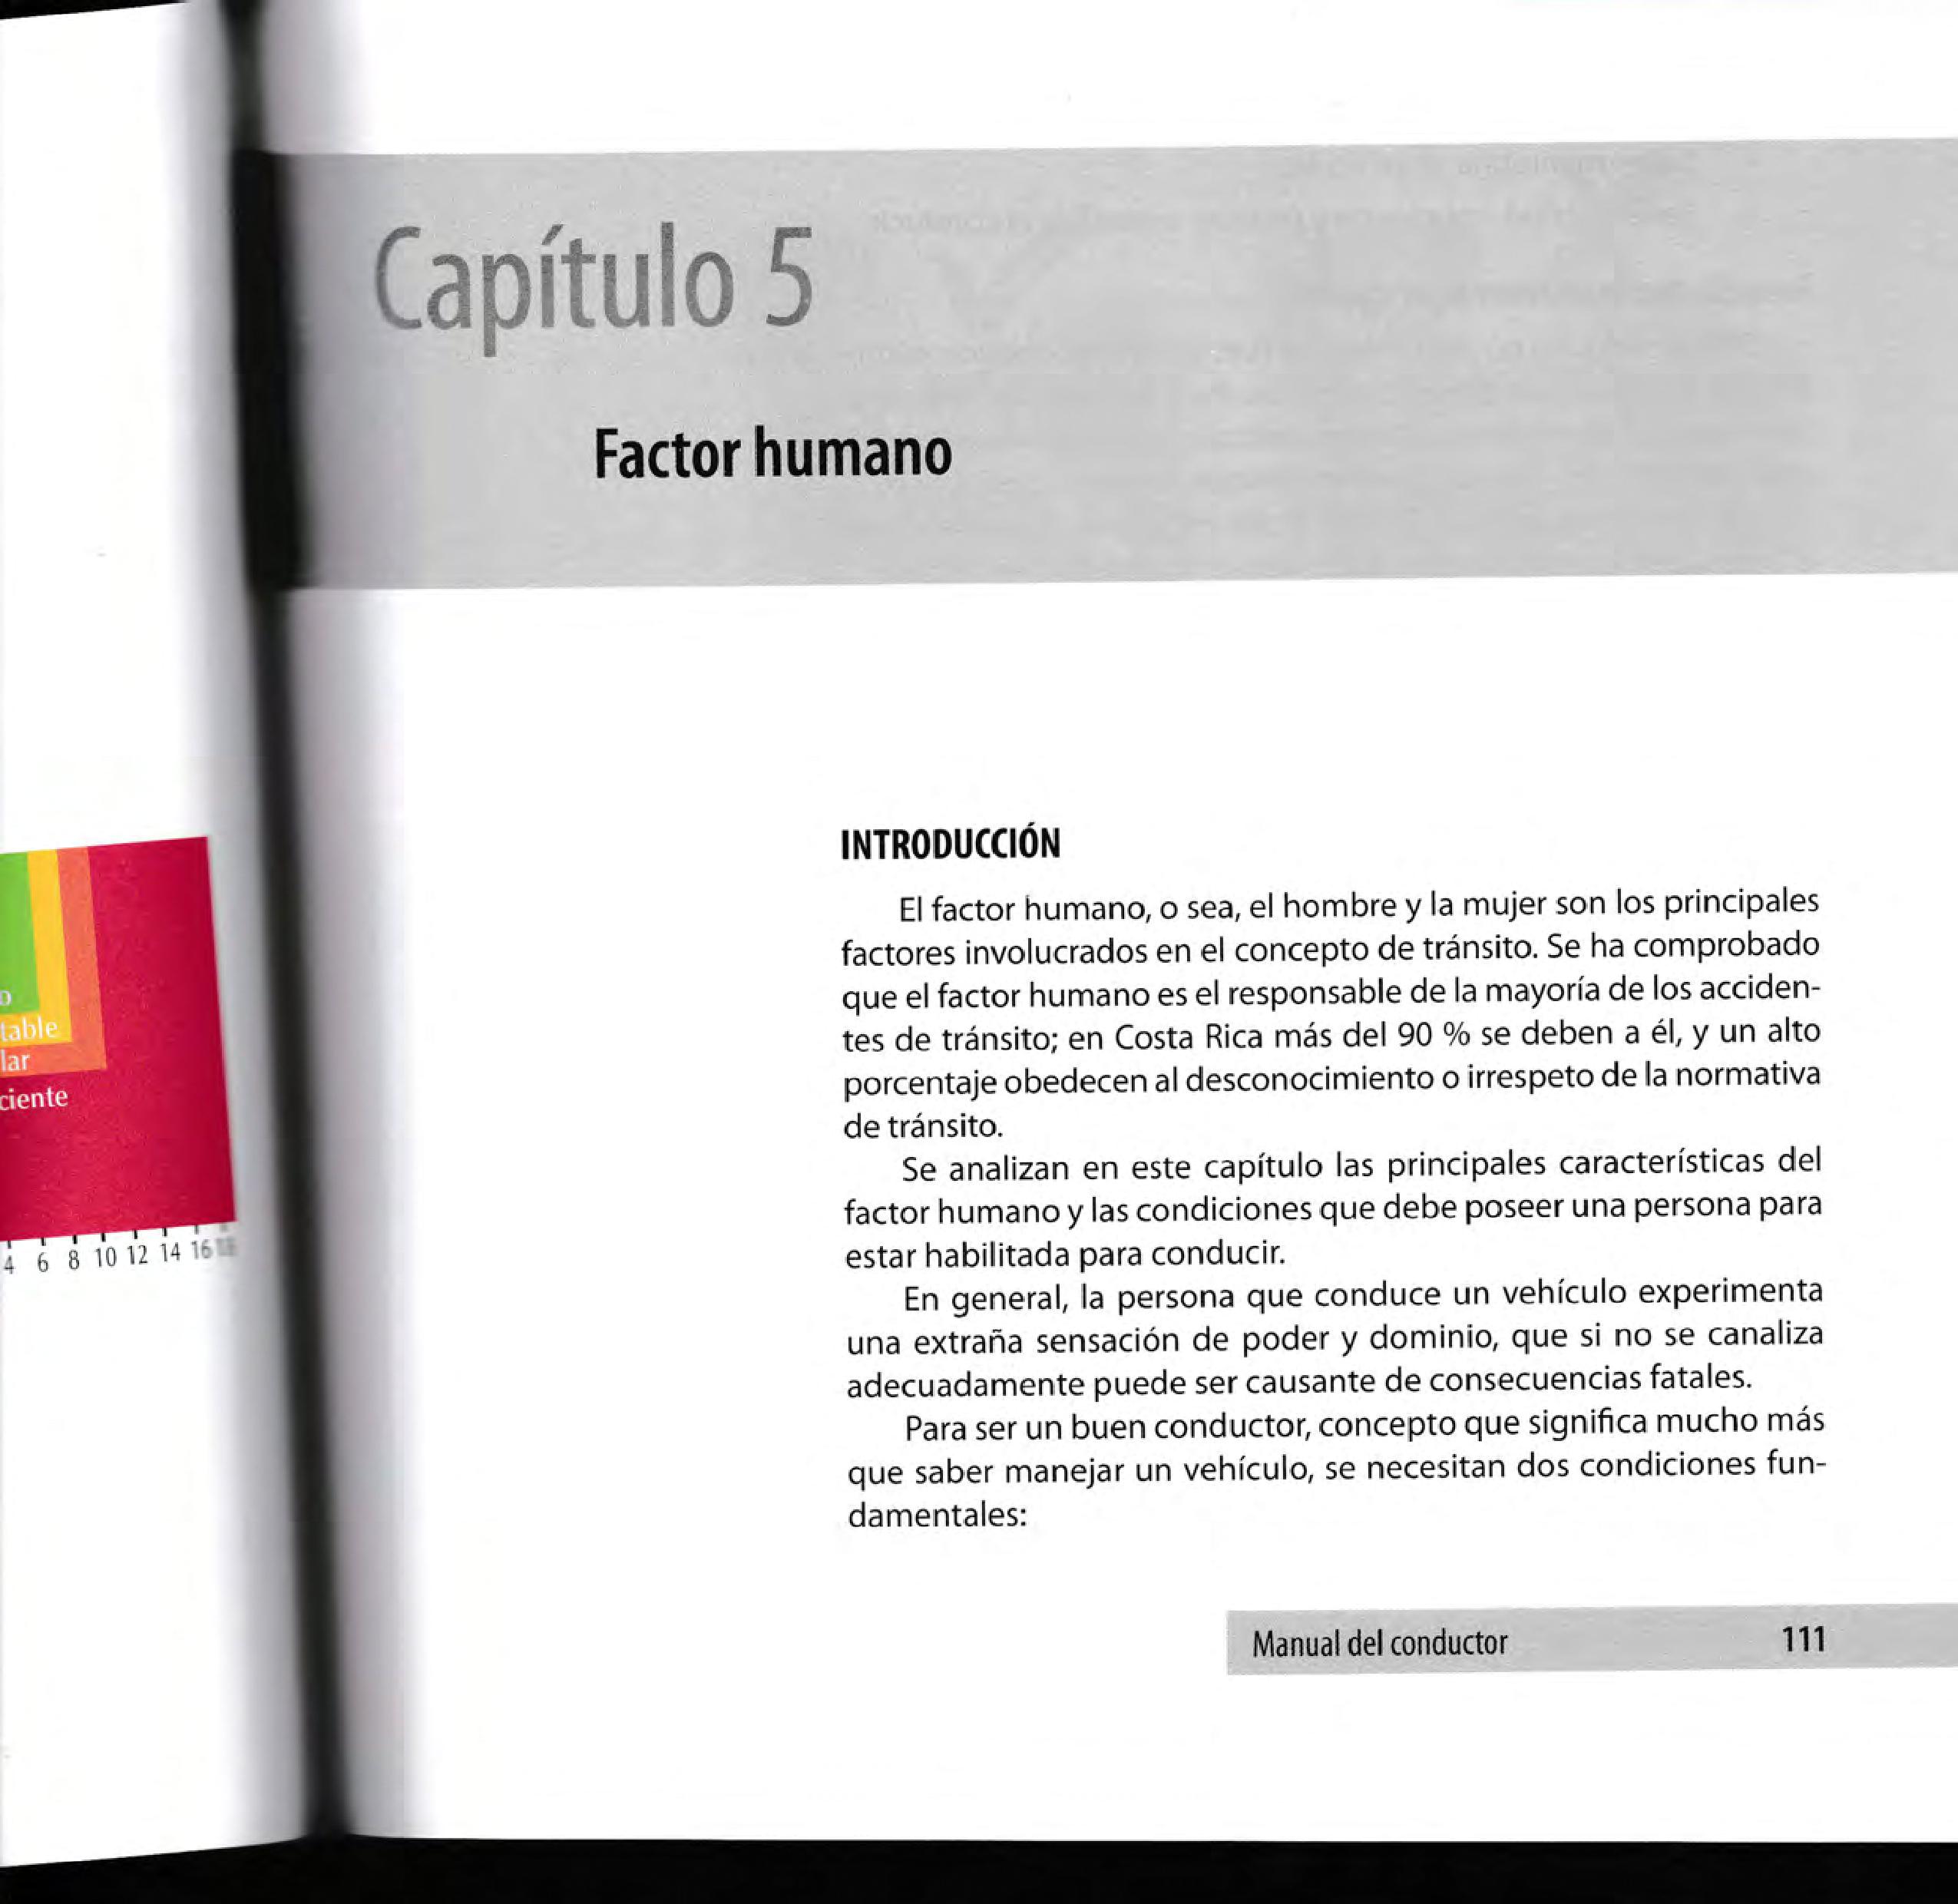 table
lar
ciente
4 6 8 10 12 14 16
Capítulo 5
Factor humano
INTRODUCCIÓN
El factor humano, o sea, el hombre y la mujer son los principales
factores involucrados en el concepto de tránsito. Se ha comprobado
que el factor humano es el responsable de la mayoría de los acciden-
tes de tránsito; en Costa Rica más del 90 % se deben a él, y un alto
porcentaje obedecen al desconocimiento o irrespeto de la normativa
de tránsito.
Se analizan en este capítulo las principales características del
factor humano y las condiciones que debe poseer una persona para
estar habilitada para conducir.
En general, la persona que conduce un vehículo experimenta
una extraña sensación de poder y dominio, que si no se canaliza
adecuadamente puede ser causante de consecuencias fatales.
Para ser un buen conductor, concepto que significa mucho más
que saber manejar un vehículo, se necesitan dos condiciones fun-
damentales:
Manual del conductor 111